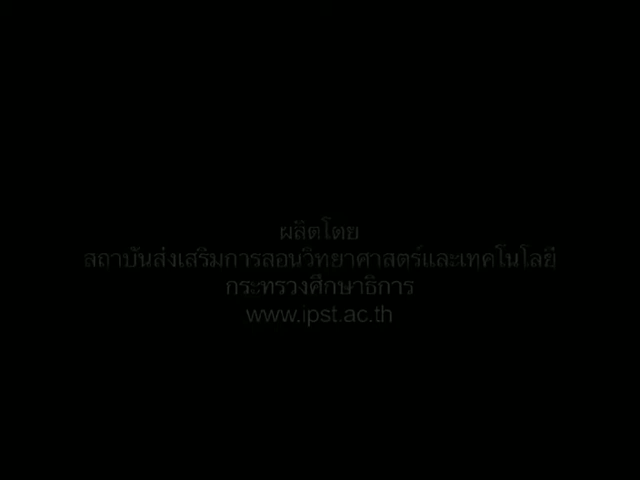 ผลิตโดย
สถาบันส่งเสริมการสอนวิทยาศาสตร์และเทคโนโลยี
กระทรวงศึกษาธิการ
www.ipst.ac.th